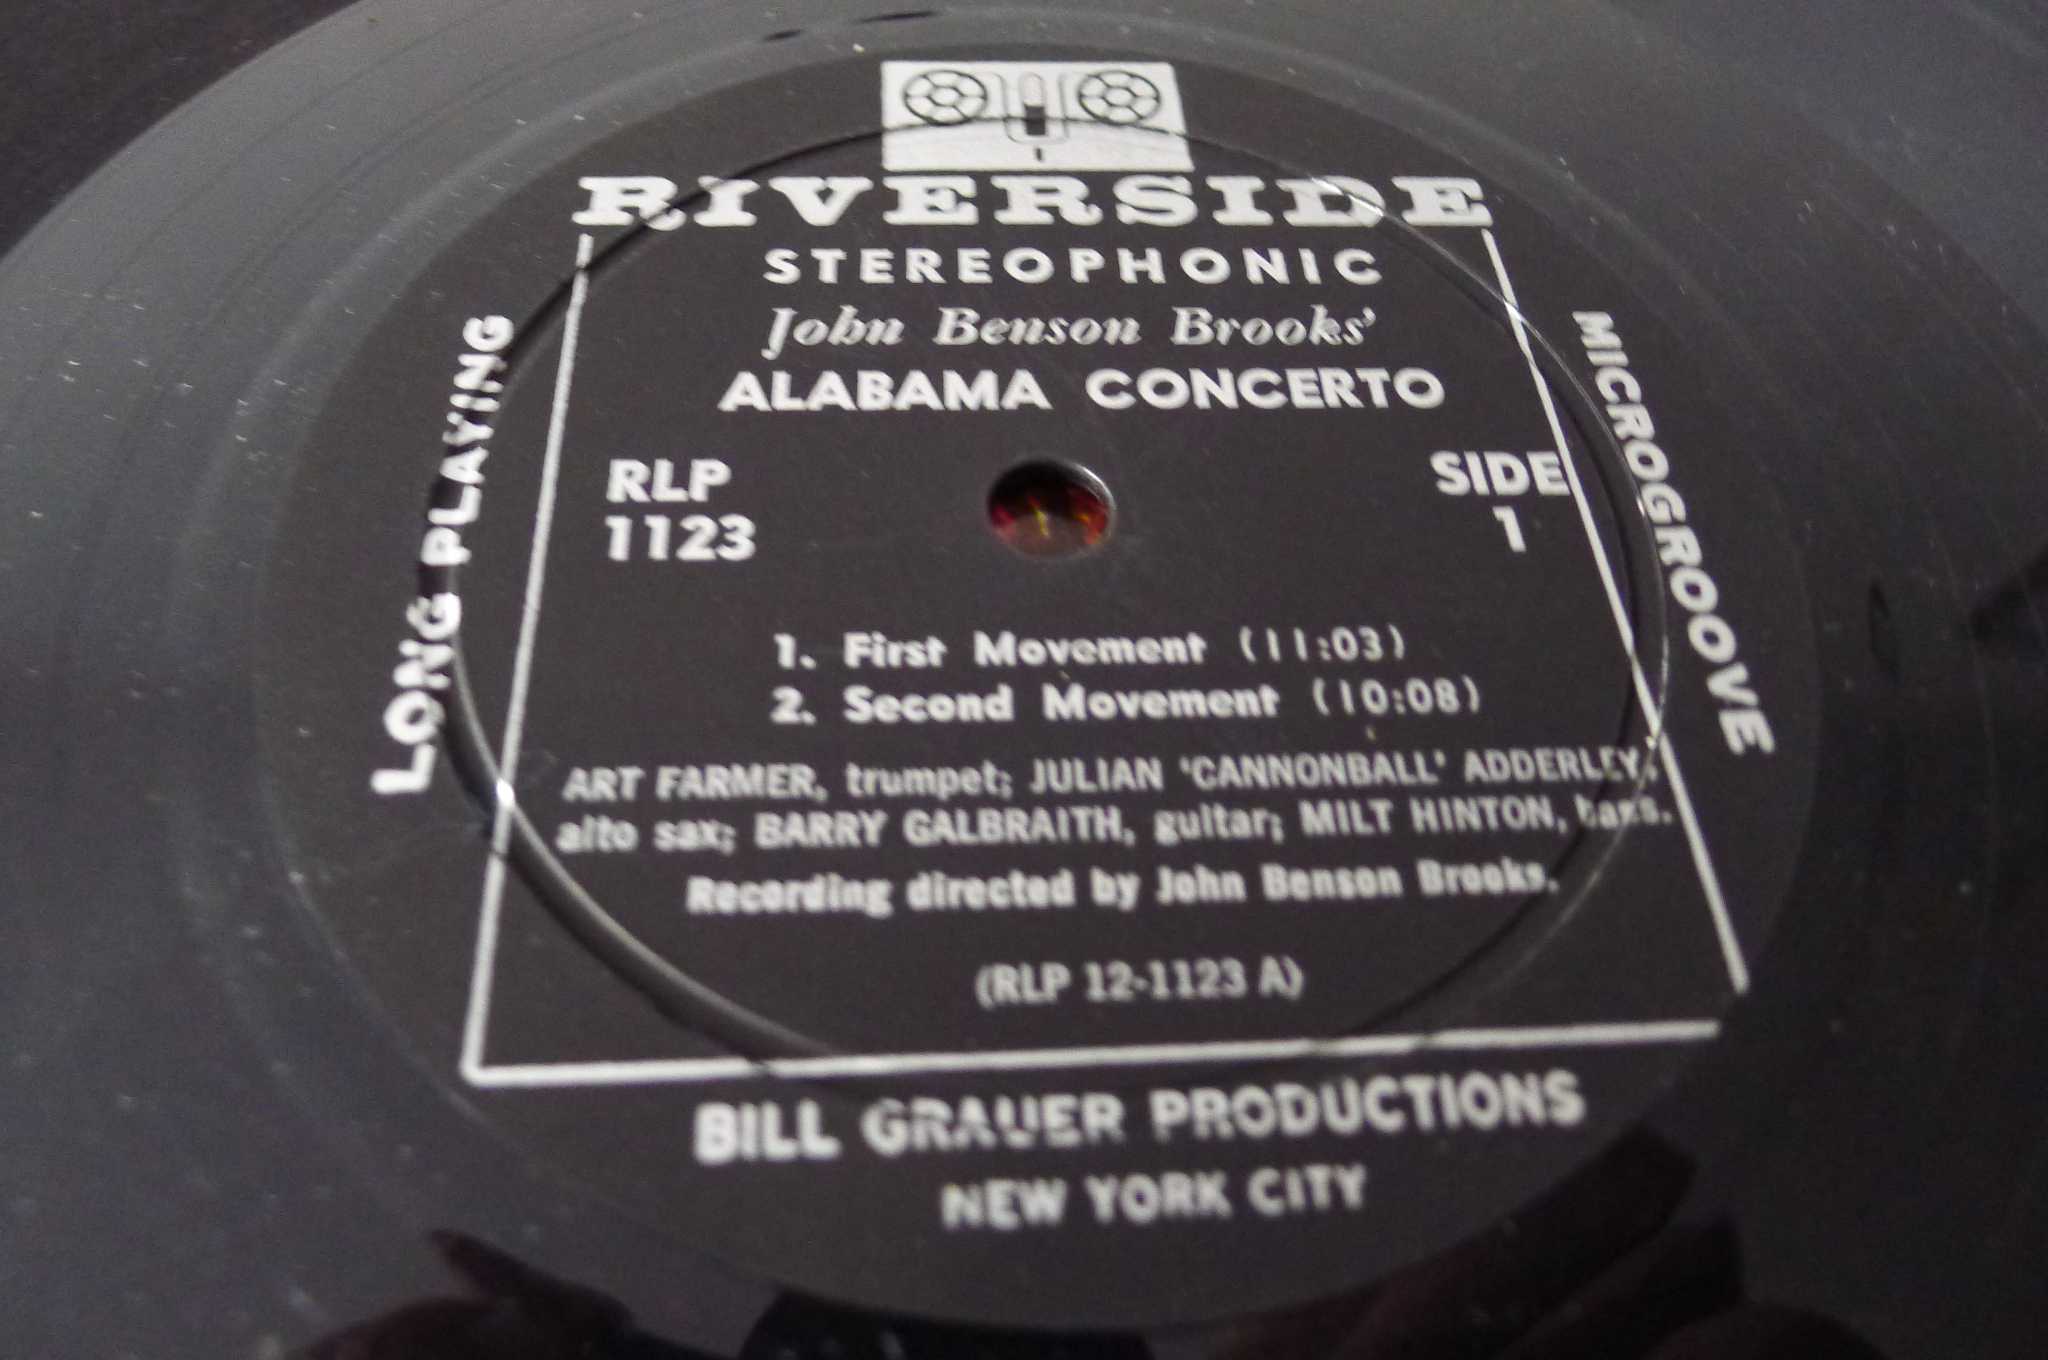 RIVERSIDE
STEREOPHONIC
John Benson Brooks'
ALABAMA CONCERTO
RLP
1123
SIDE
1
LONG PLAYING
MICROGROOVE
1. First Movement (11:03)
2. Second Movement (10:08)
ART FARMER, trumpet; JULIAN 'CANNONBALL' ADDERLEY,
alto sax; BARRY GALBRAITH, guitar; MILT HINTON, bass.
Recording directed by John Benson Brooks.
(RLP 12-1123 A)
BILL GRAUER PRODUCTIONS
NEW YORK CITY